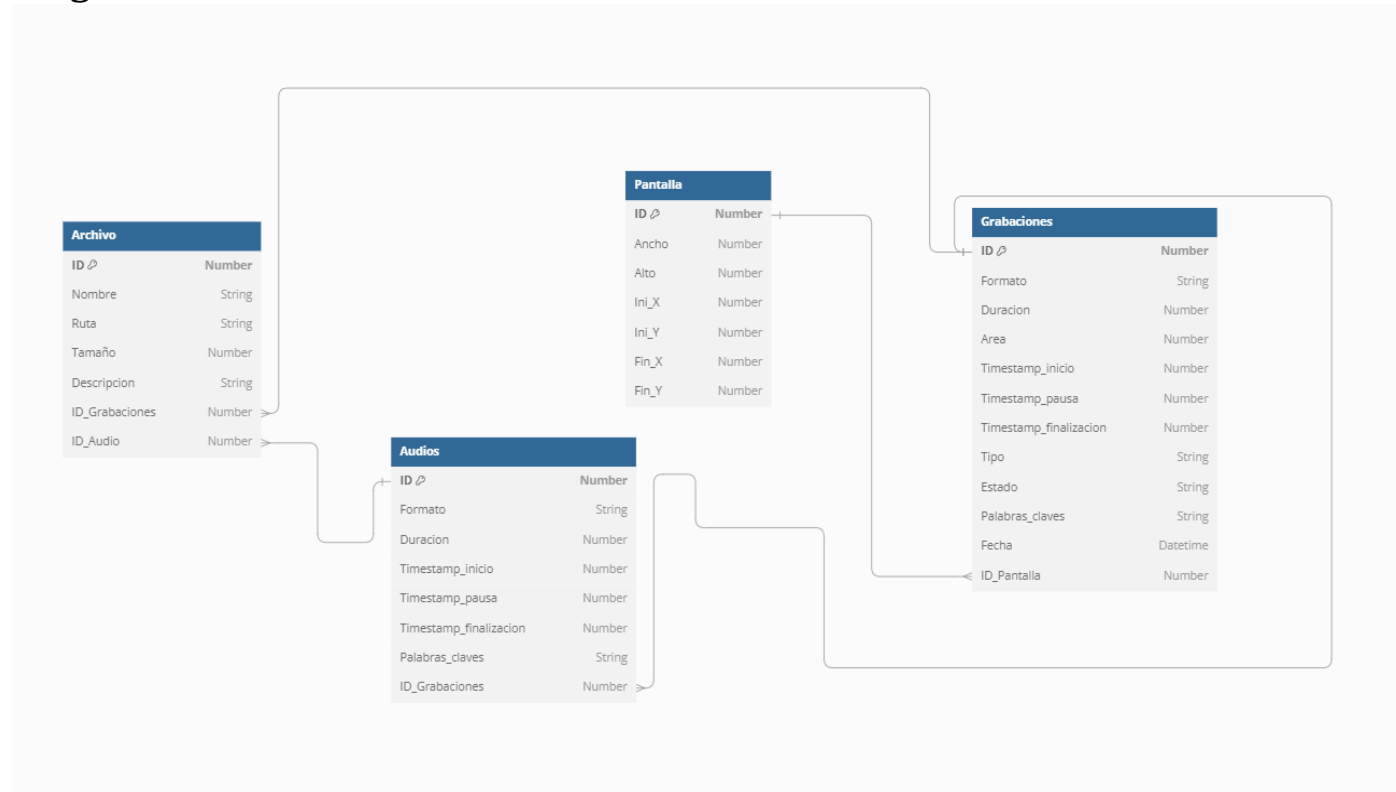 Archivo
ID Number
Nombre String
Ruta String
Tamaño Number
Descripcion String
ID_Grabaciones Number
ID_Audio Number
Audios
ID Number
Formato String
Duracion Number
Timestamp_inicio Number
Timestamp_pausa Number
Timestamp_finalizacion Number
Palabras_claves String
ID_Grabaciones Number
Pantalla
ID Number
Ancho Number
Alto Number
Ini_X Number
Ini_Y Number
Fin_X Number
Fin_Y Number
Grabaciones
ID Number
Formato String
Duracion Number
Area Number
Timestamp_inicio Number
Timestamp_pausa Number
Timestamp_finalizacion Number
Tipo String
Estado String
Palabras_claves String
Fecha Datetime
ID_Pantalla Number